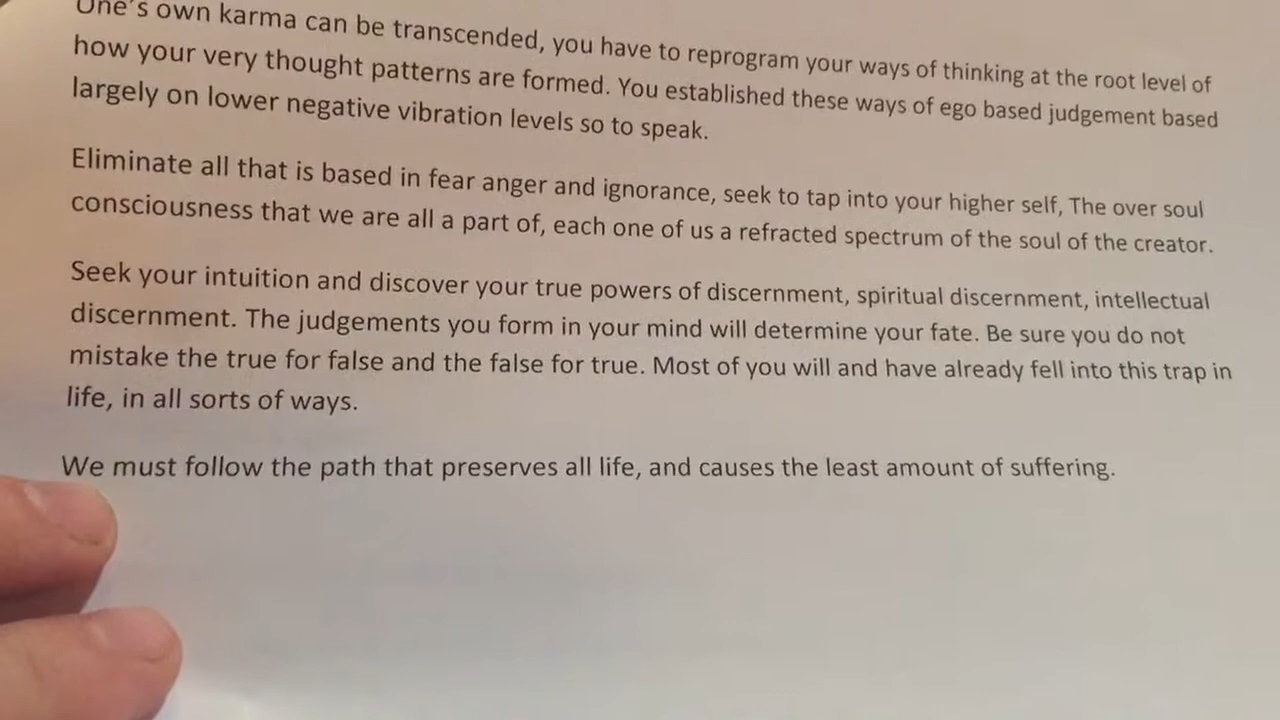 One's own karma can be transcended, you have to reprogram your ways of thinking at the root level of
how your very thought patterns are formed. You established these ways of ego based judgement based
largely on lower negative vibration levels so to speak.
Eliminate all that is based in fear anger and ignorance, seek to tap into your higher self, The over soul
consciousness that we are all a part of, each one of us a refracted spectrum of the soul of the creator.
Seek your intuition and discover your true powers of discernment, spiritual discernment, intellectual
discernment. The judgements you form in your mind will determine your fate. Be sure you do not
mistake the true for false and the false for true. Most of you will and have already fell into this trap in
life, in all sorts of ways.
We must follow the path that preserves all life, and causes the least amount of suffering.